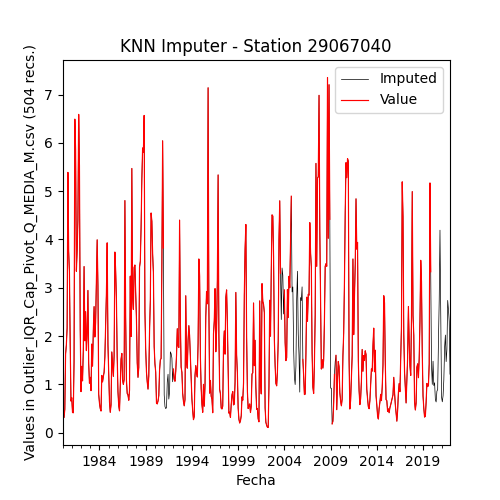 KNN Imputer - Station 29067040
Imputed
Value
Values in Outlier_IQR_Cap_Pivot_Q_MEDIA_M.csv (504 recs.)
7
6
5
4
3
2
1
0
1984 1989 1994 1999 2004 2009 2014 2019
Fecha